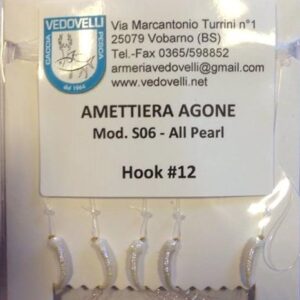 VEDOVELLI
CACCIA
PESCA
dal 1964
Via Marcantonio Turrini n°1
25079 Vobarno (BS)
Tel.-Fax 0365/598852
armeriavedovelli@gmail.com
www.vedovelli.net
AMETTIERA AGONE
Mod. S06 - All Pearl
Hook #12